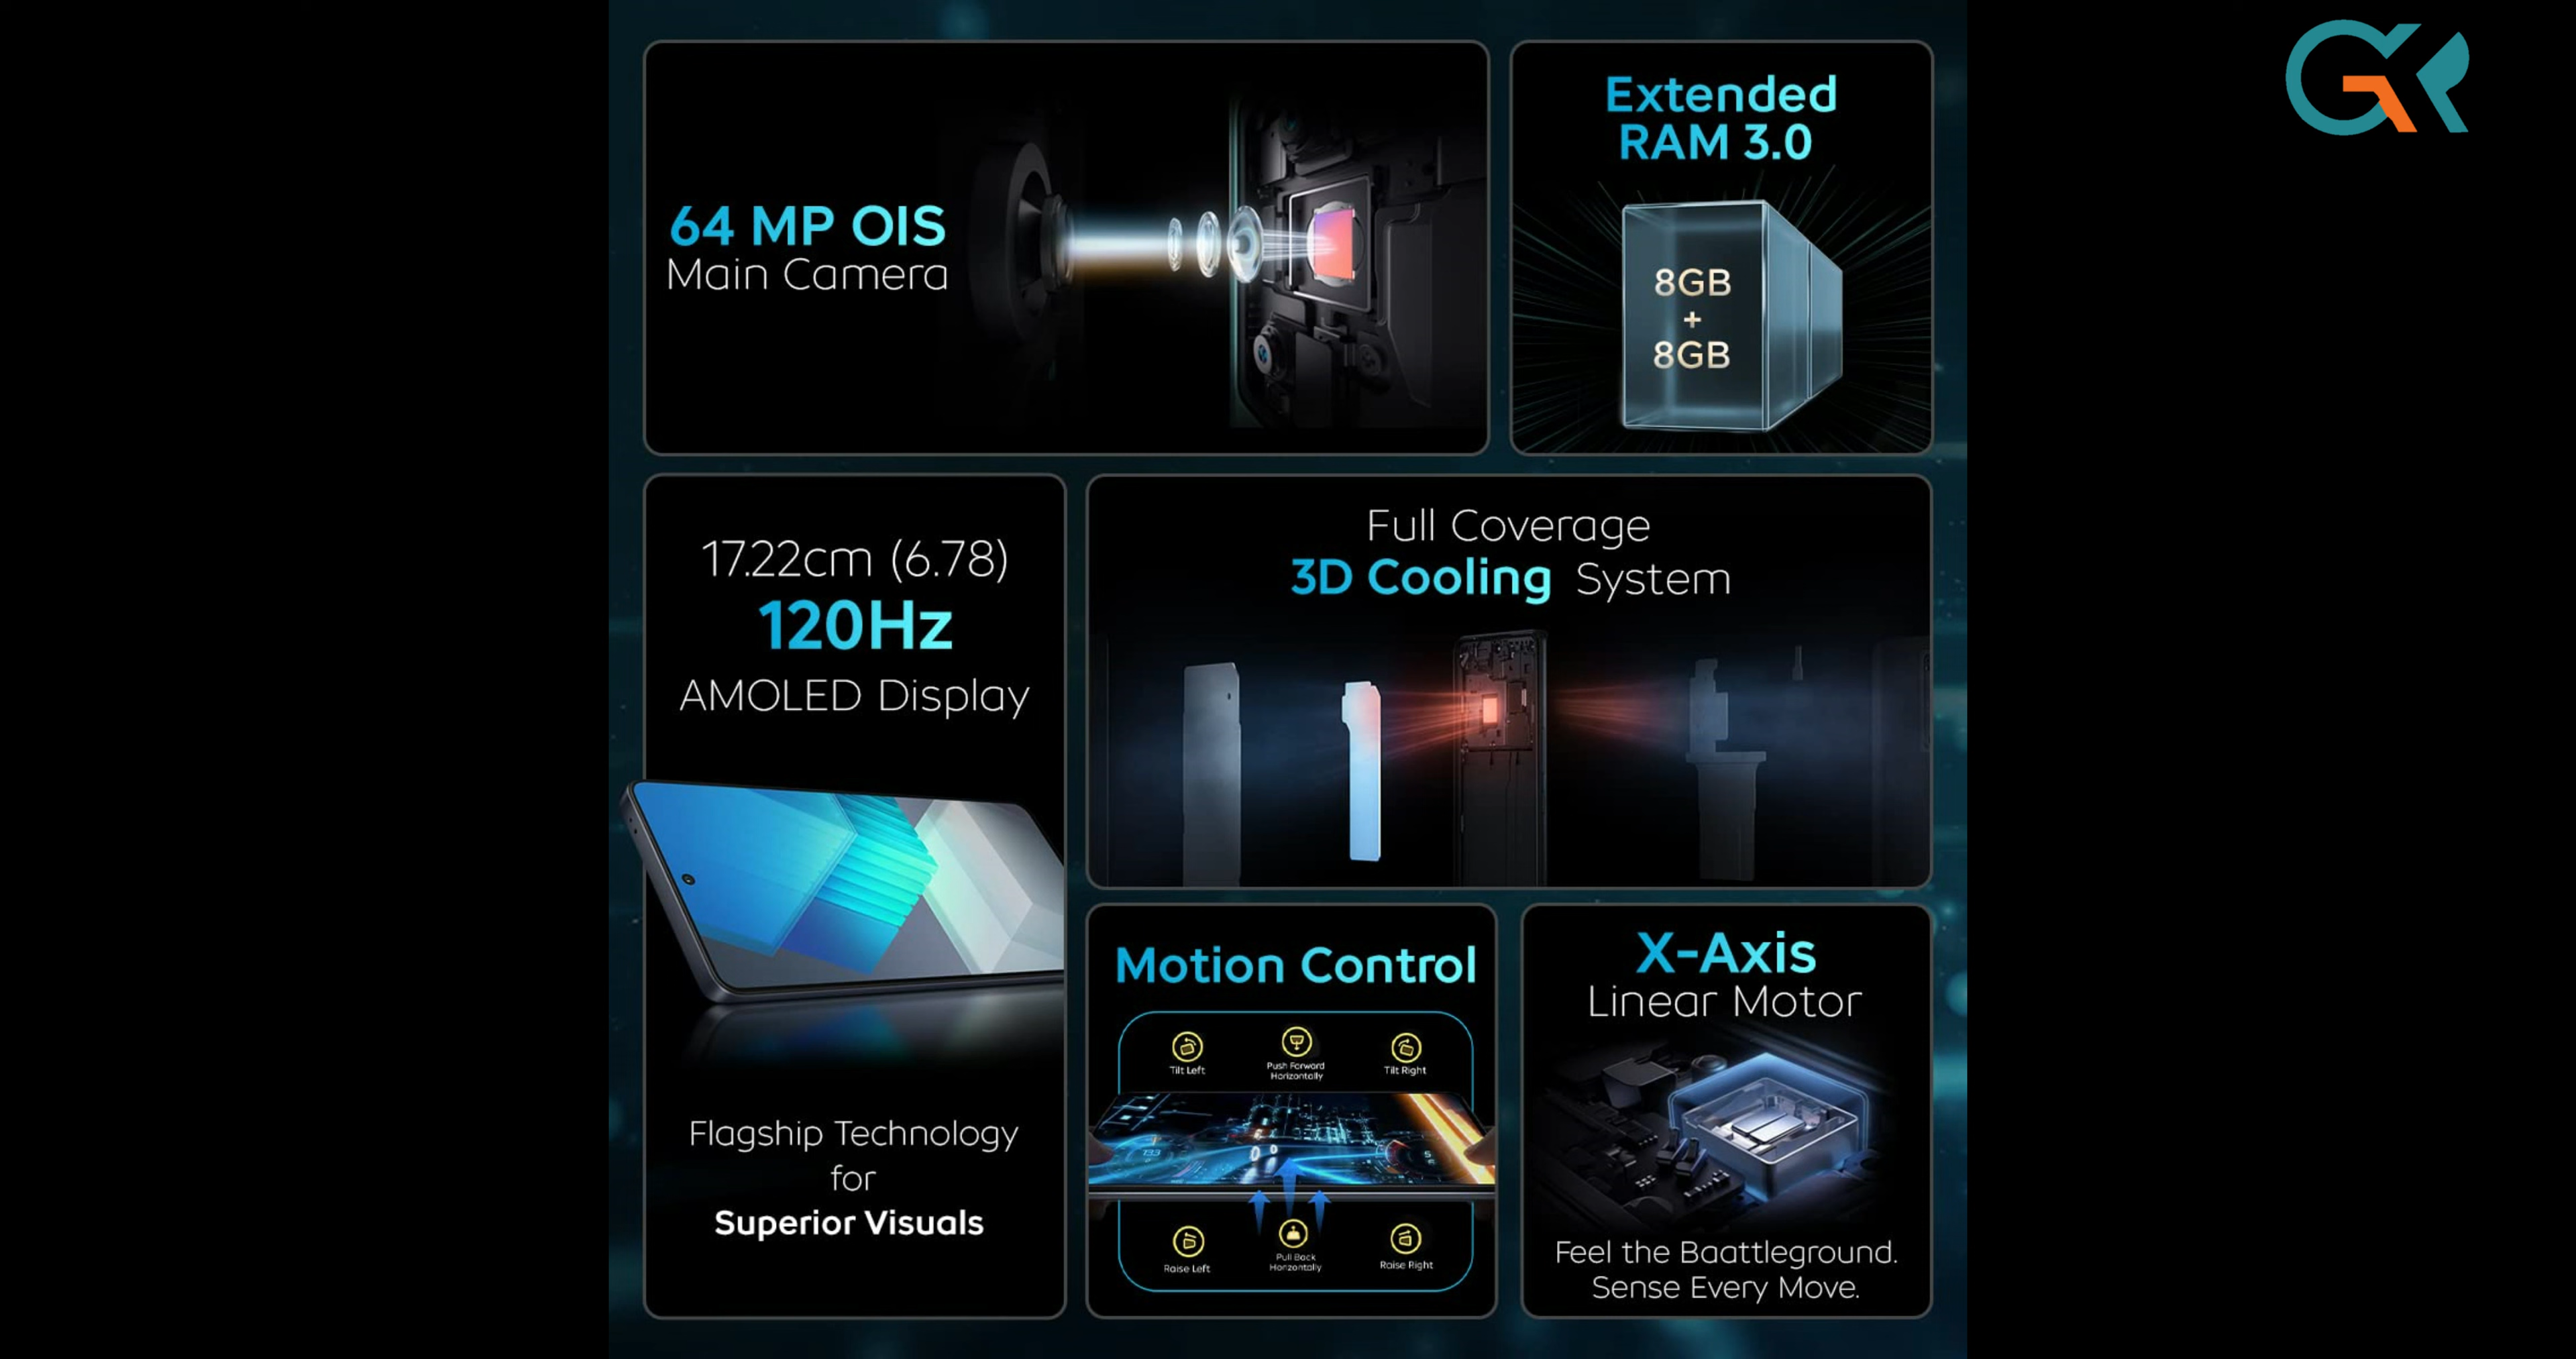 64 MP OIS
Main Camera
Extended
RAM 3.0
8GB
+
8GB
17.22cm (6.78)
120Hz
AMOLED Display
Flagship Technology
for
Superior Visuals
Full Coverage
3D Cooling System
Motion Control
Tilt Left
Push Forward
Horizontally
Tilt Right
133
Raise Left
Pull Back
Horizontally
Raise Right
X-Axis
Linear Motor
Feel the Baattleground.
Sense Every Move.